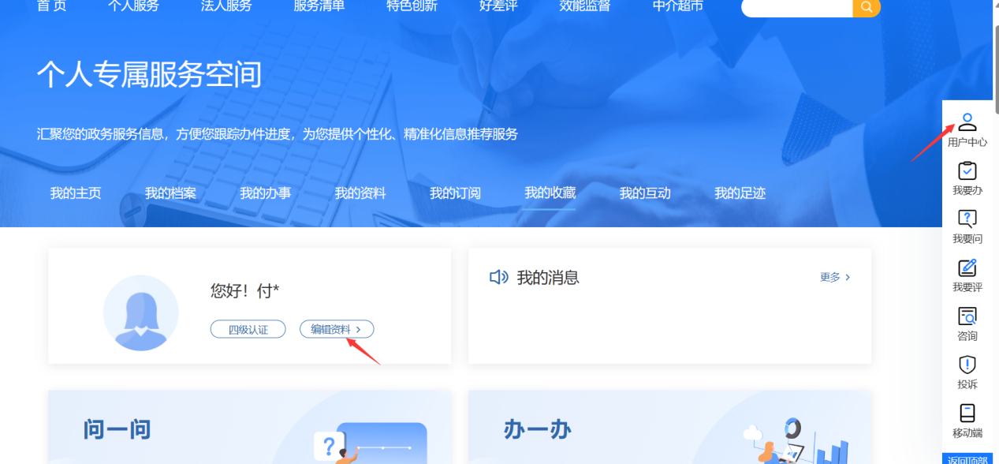 首 页 个人服务 法人服务 服务清单 特色创新 好差评 效能监督 中介超市
个人专属服务空间
汇聚您的政务服务信息，方便您跟踪办件进度，为您提供个性化、精准化信息推荐服务
我的主页 我的档案 我的办事 我的资料 我的订阅 我的收藏 我的互动 我的足迹
您好！付*
四级认证 编辑资料 >
我的消息 更多 >
问一问
?
办一办
用户中心
我要办
?
我要问
我要评
咨询
投诉
移动端
返回顶部